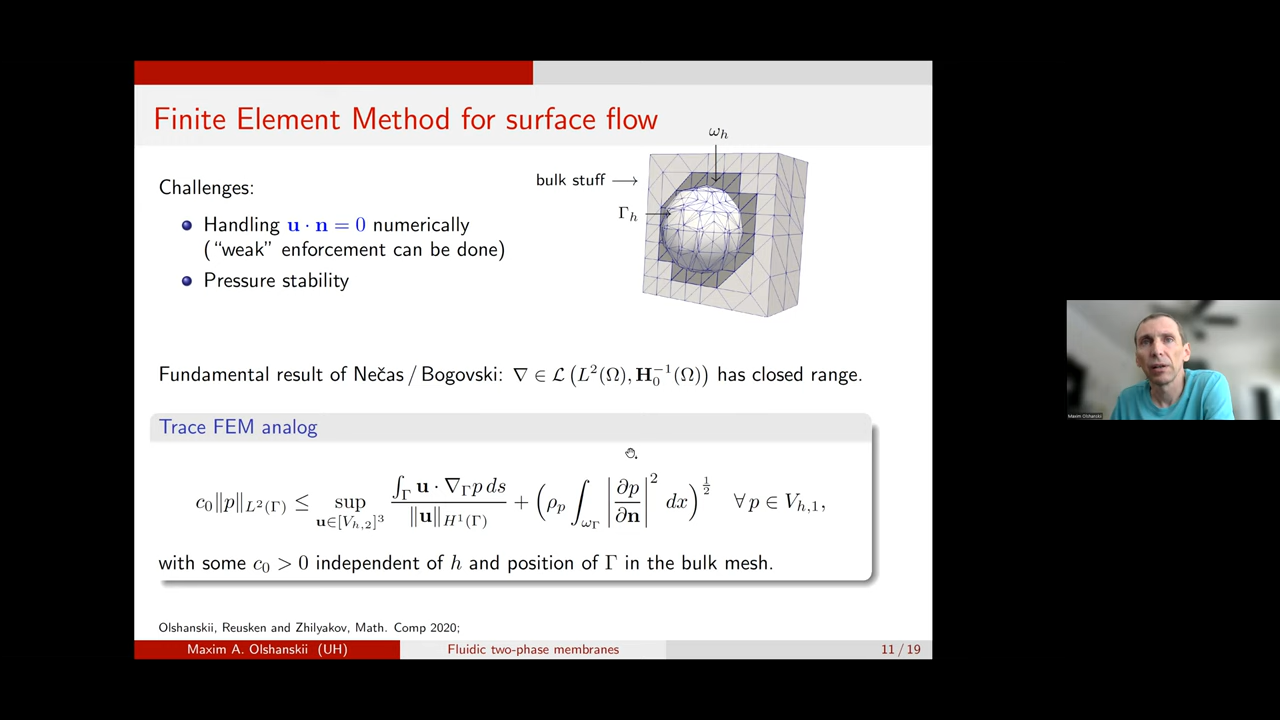 Finite Element Method for surface flow
ω_h
bulk stuff →
Γ_h
Challenges:
Handling u · n = 0 numerically
(“weak” enforcement can be done)
Pressure stability
Fundamental result of Nečas / Bogovski: ∇ ∈ ℒ (L²(Ω), H₀⁻¹(Ω)) has closed range.
Trace FEM analog
c₀‖p‖_{L²(Γ)} ≤ sup_{u∈[V_{h,2}]³} ∫_Γ u · ∇_Γ p ds / ‖u‖_{H¹(Γ)} + (ρ_p ∫_{ω_Γ} |∂p/∂n|² dx)^{1/2} ∀ p ∈ V_{h,1},
with some c₀ > 0 independent of h and position of Γ in the bulk mesh.
Olshanskii, Reusken and Zhilyakov, Math. Comp 2020;
Maxim A. Olshanskii (UH) Fluidic two-phase membranes 11 / 19
Maxim Olshanskii